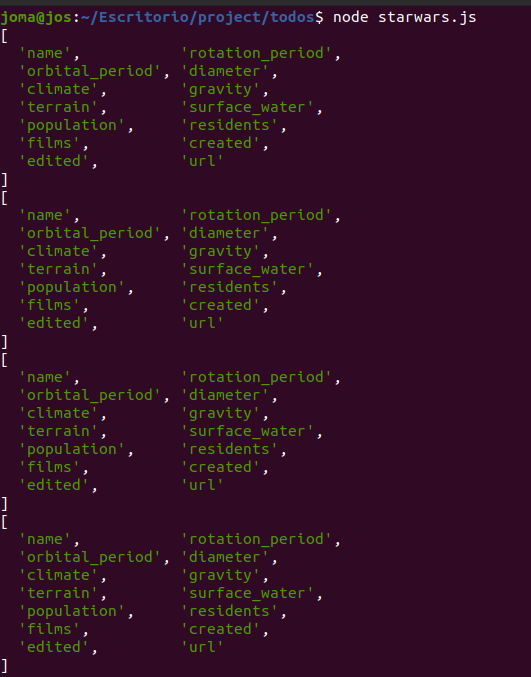 joma@jos:~/Escritorio/project/todos$ node starwars.js
[
  'name',           'rotation_period',
  'orbital_period', 'diameter',
  'climate',        'gravity',
  'terrain',        'surface_water',
  'population',     'residents',
  'films',          'created',
  'edited',         'url'
]
[
  'name',           'rotation_period',
  'orbital_period', 'diameter',
  'climate',        'gravity',
  'terrain',        'surface_water',
  'population',     'residents',
  'films',          'created',
  'edited',         'url'
]
[
  'name',           'rotation_period',
  'orbital_period', 'diameter',
  'climate',        'gravity',
  'terrain',        'surface_water',
  'population',     'residents',
  'films',          'created',
  'edited',         'url'
]
[
  'name',           'rotation_period',
  'orbital_period', 'diameter',
  'climate',        'gravity',
  'terrain',        'surface_water',
  'population',     'residents',
  'films',          'created',
  'edited',         'url'
]